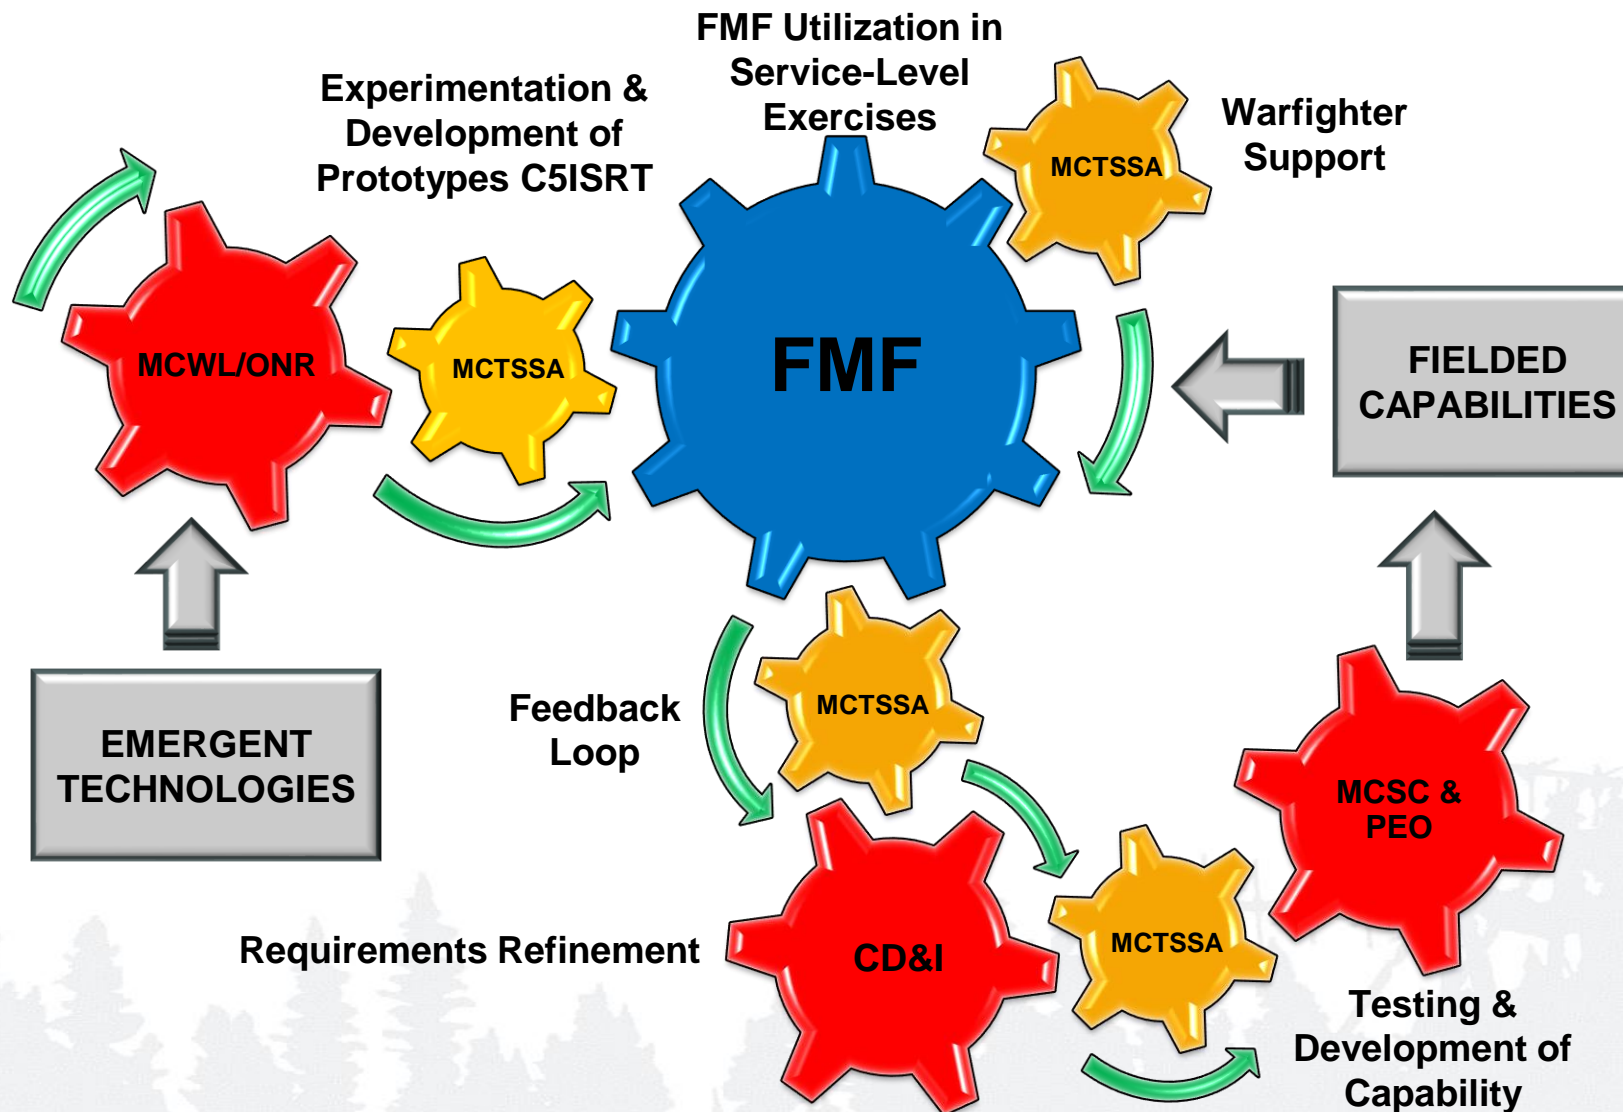 FMF Utilization in
Service-Level
Exercises
Experimentation &
Development of
Prototypes C5ISRT
Warfighter
Support
MCTSSA
MCWL/ONR
MCTSSA
FMF
FIELDED
CAPABILITIES
EMERGENT
TECHNOLOGIES
Feedback
Loop
MCTSSA
MCSC &
PEO
Requirements Refinement
CD&I
MCTSSA
Testing &
Development of
Capability